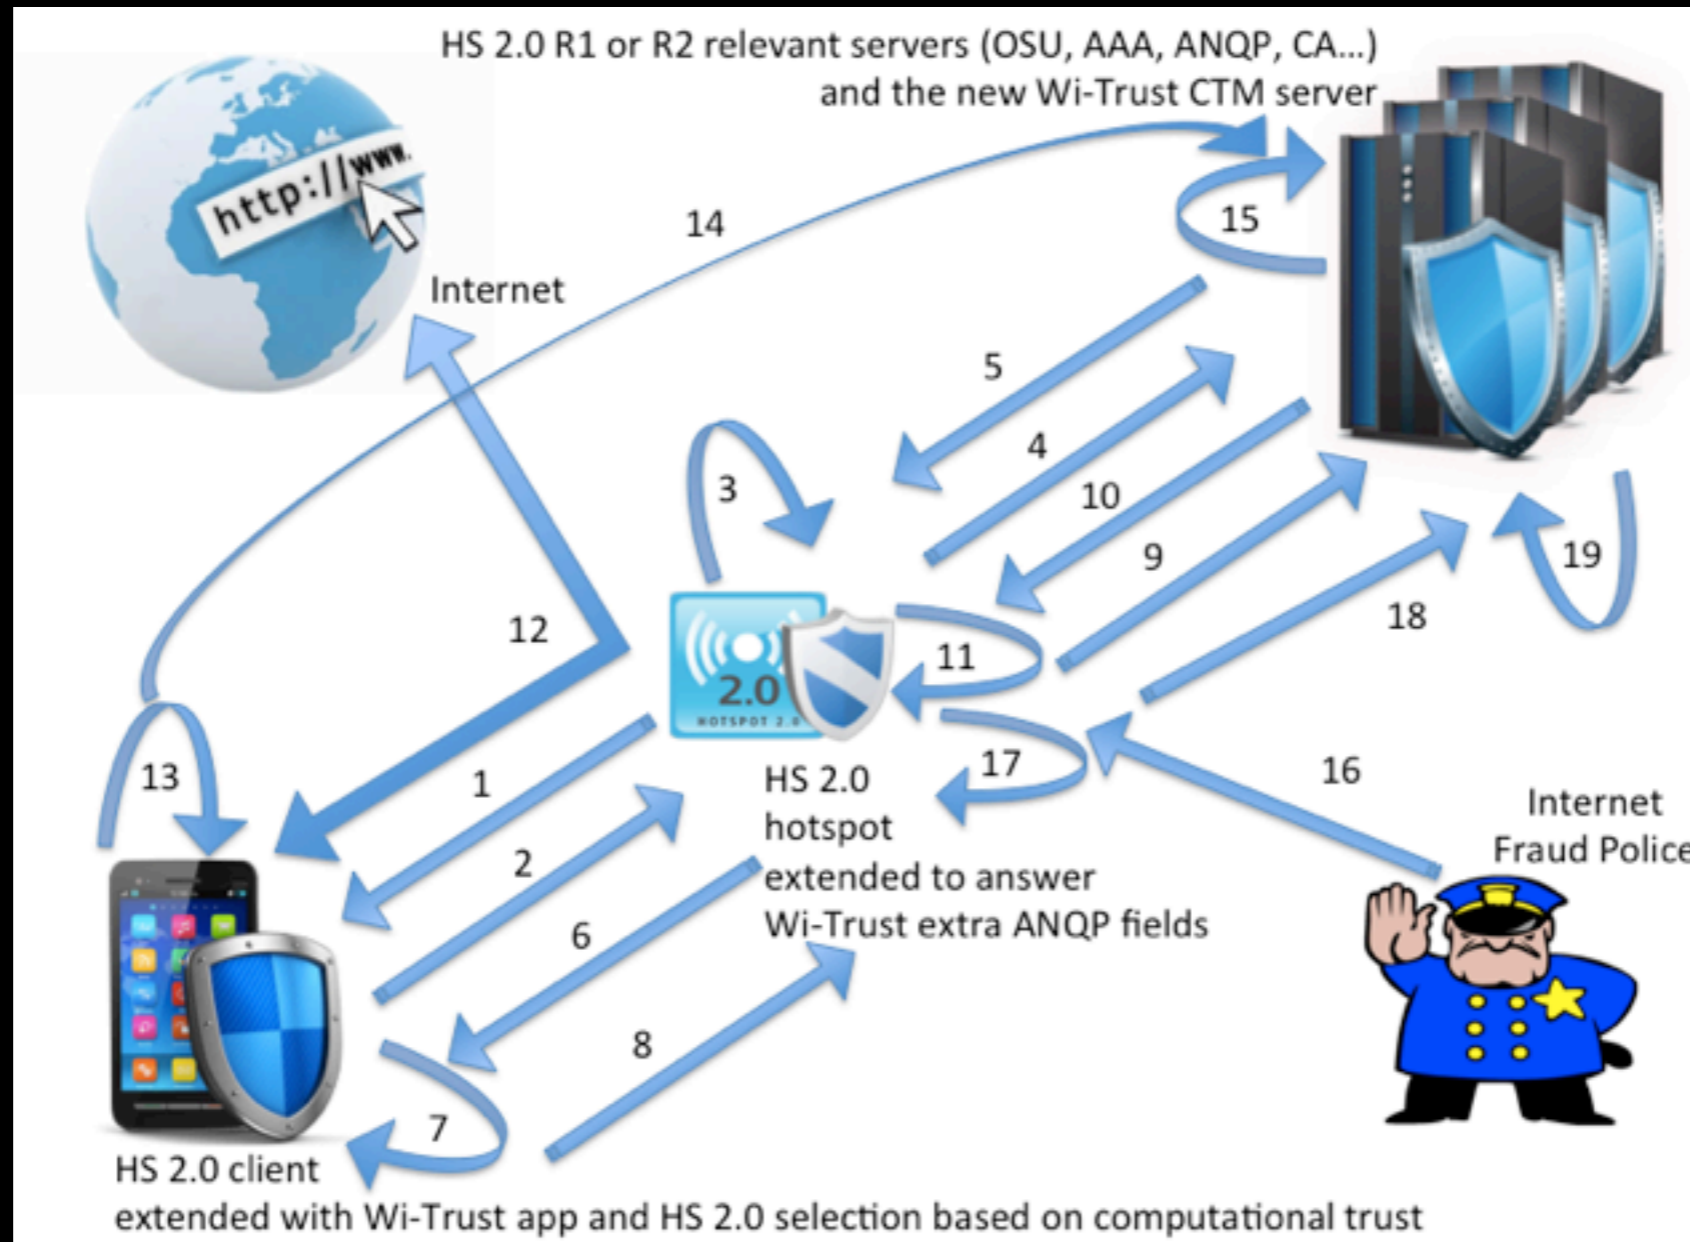 HS 2.0 R1 or R2 relevant servers (OSU, AAA, ANQP, CA...)
and the new Wi-Trust CTM server
http://www.
Internet
14
15
5
4
10
3
9
19
18
12
11
2.0
HOTSPOT 2.0
13
1
17
16
HS 2.0
hotspot
extended to answer
Wi-Trust extra ANQP fields
Internet
Fraud Police
2
6
8
7
HS 2.0 client
extended with Wi-Trust app and HS 2.0 selection based on computational trust